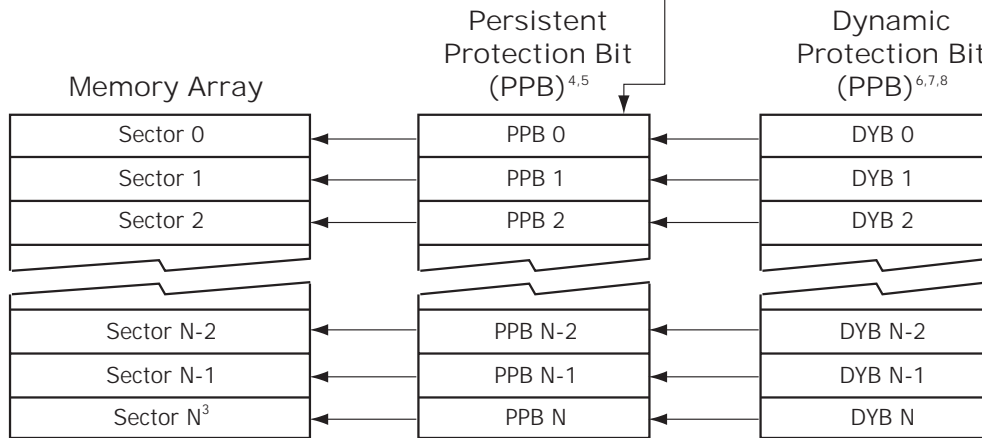 Persistent
Protection Bit
(PPB)4,5
Dynamic
Protection Bit
(PPB)6,7,8
Memory Array
Sector 0
PPB 0
DYB 0
Sector 1
PPB 1
DYB 1
Sector 2
PPB 2
DYB 2
Sector N-2
PPB N-2
DYB N-2
Sector N-1
PPB N-1
DYB N-1
Sector N3
PPB N
DYB N